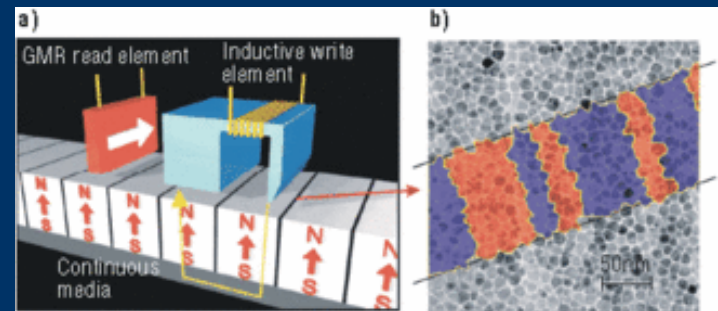 a)
GMR read element
Inductive write
element
N N N N N N N N
S S S S S S S S
Continuous
media
b)
50nm